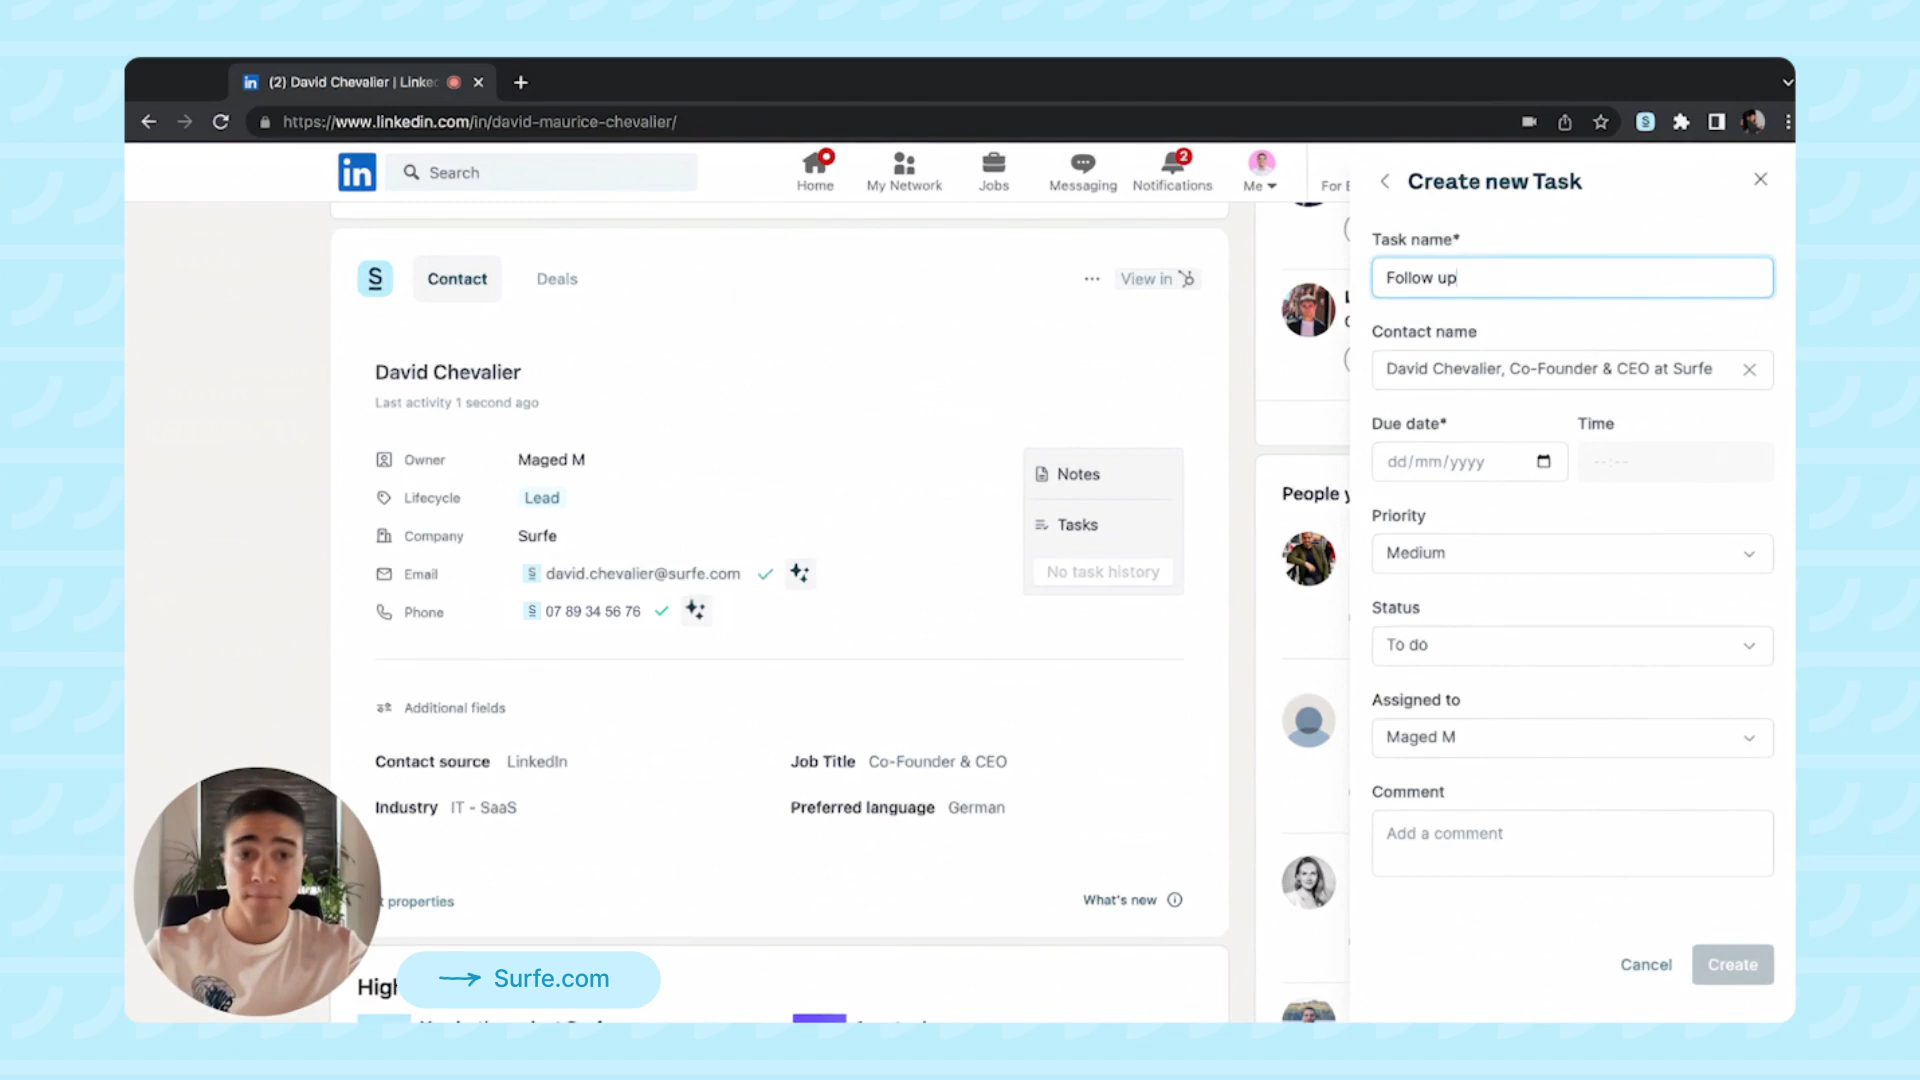 (2) David Chevalier | Linke
https://www.linkedin.com/in/david-maurice-chevalier/
in
Search
Home
My Network
Jobs
Messaging
2
Notifications
Me
For
S
Contact
Deals
View in
David Chevalier
Last activity 1 second ago
Owner
Maged M
Lifecycle
Lead
Company
Surfe
Email
david.chevalier@surfe.com
Phone
07 89 34 56 76
Notes
Tasks
No task history
Additional fields
Contact source
LinkedIn
Job Title
Co-Founder & CEO
Industry
IT - SaaS
Preferred language
German
properties
What's new
Surfe.com
People
Create new Task
Task name*
Follow up
Contact name
David Chevalier, Co-Founder & CEO at Surfe
Due date*
Time
dd/mm/yyyy
--:--
Priority
Medium
Status
To do
Assigned to
Maged M
Comment
Add a comment
Cancel
Create